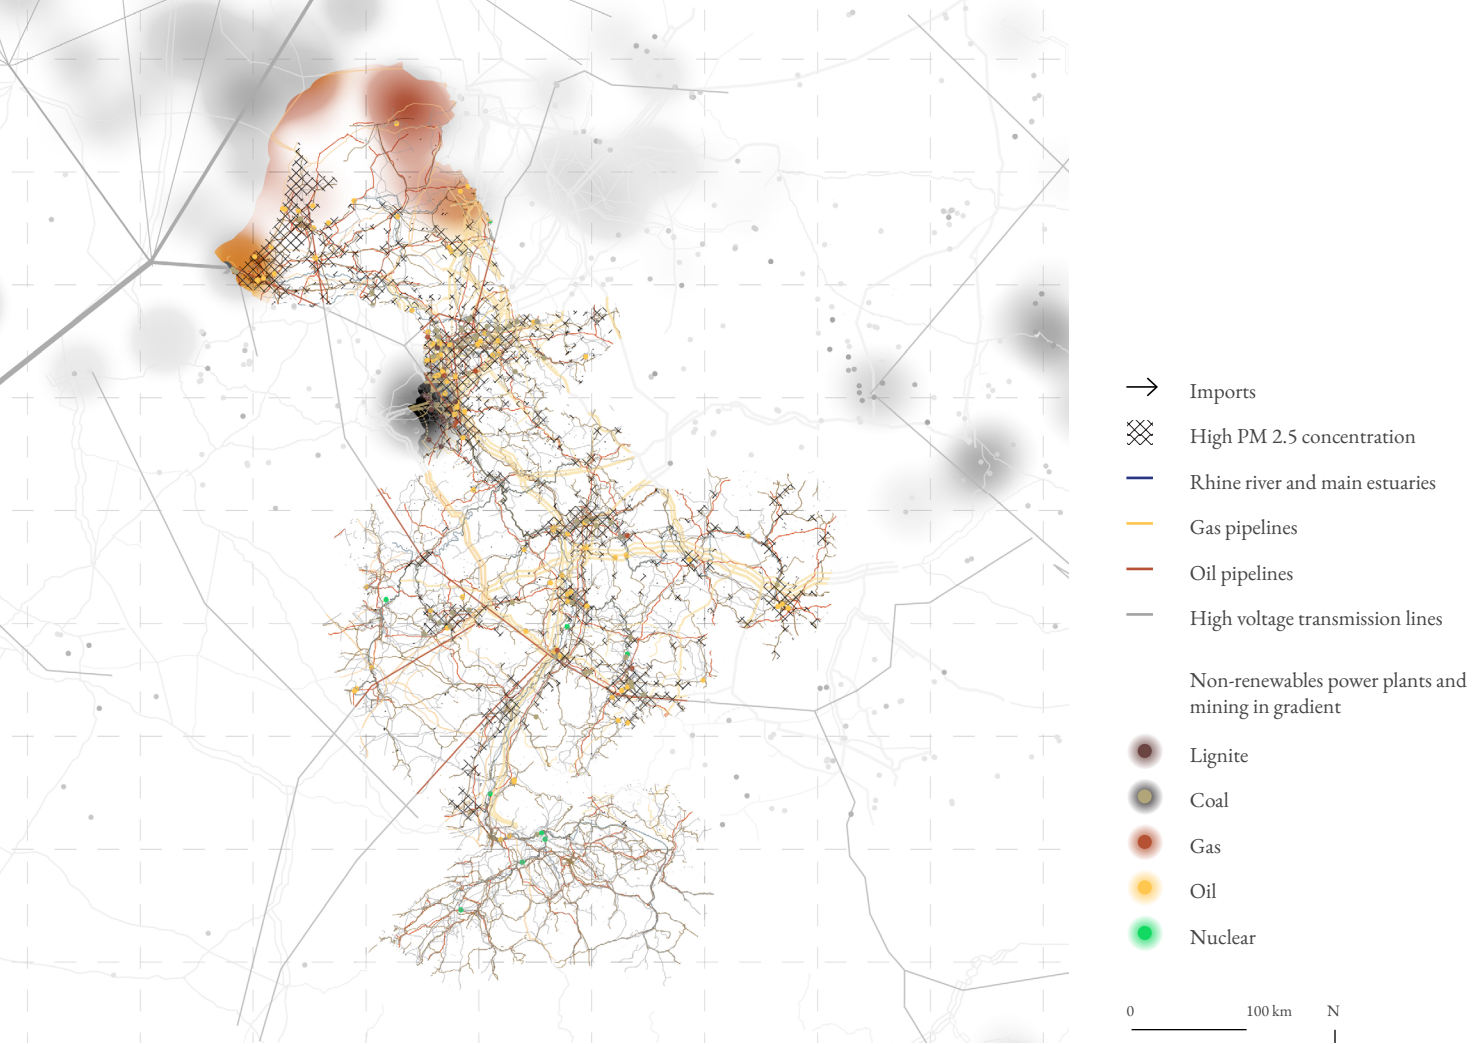 Imports
High PM 2.5 concentration
Rhine river and main estuaries
Gas pipelines
Oil pipelines
High voltage transmission lines
Non-renewables power plants and
mining in gradient
Lignite
Coal
Gas
Oil
Nuclear
0 100 km N